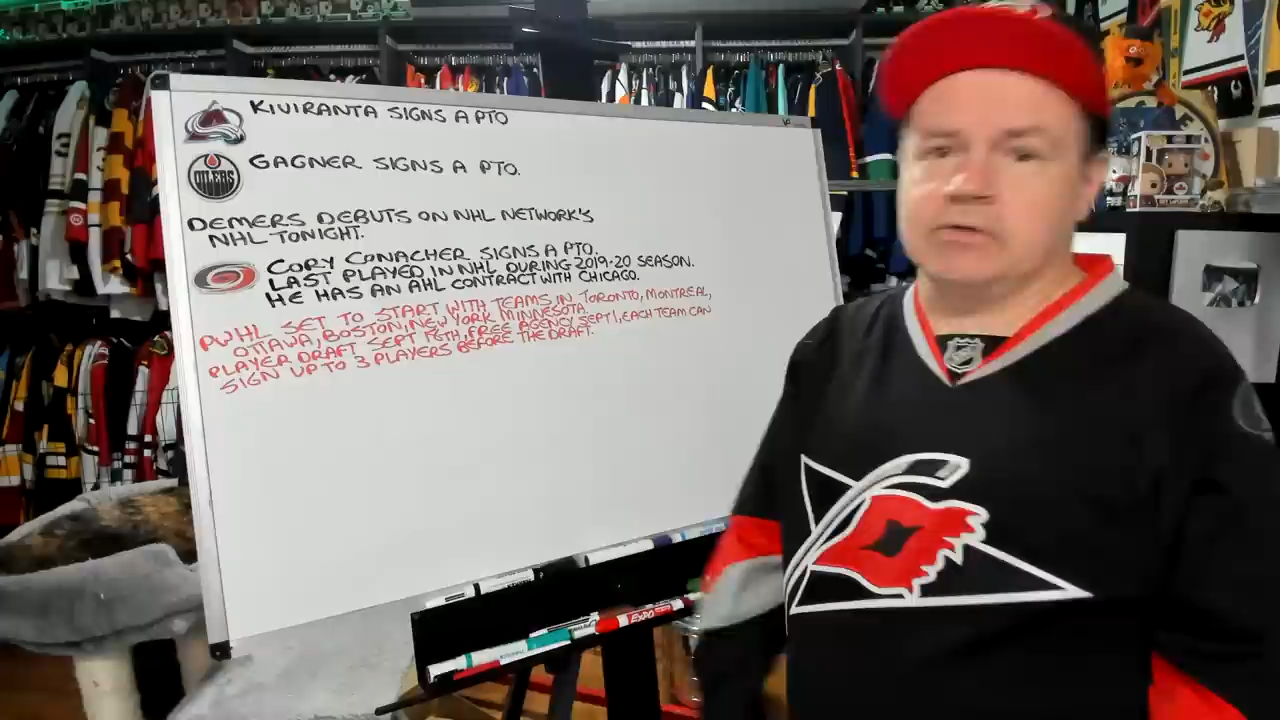 KIVIRANTA SIGNS A PTO
OILERS
GAGNER SIGNS A PTO.
DEMERS DEBUTS ON NHL NETWORK'S
NHL TONIGHT.
CORY CONACHER SIGNS A PTO.
LAST PLAYED IN NHL DURING 2019-20 SEASON.
HE HAS AN AHL CONTRACT WITH CHICAGO.
PWHL SET TO START WITH TEAMS IN TORONTO, MONTREAL,
OTTAWA, BOSTON, NEW YORK MINNESOTA.
PLAYER DRAFT SEPT 18TH, FREE AGENCY SEPT 1, EACH TEAM CAN
SIGN UP TO 3 PLAYERS BEFORE THE DRAFT.
EXPO
NHL